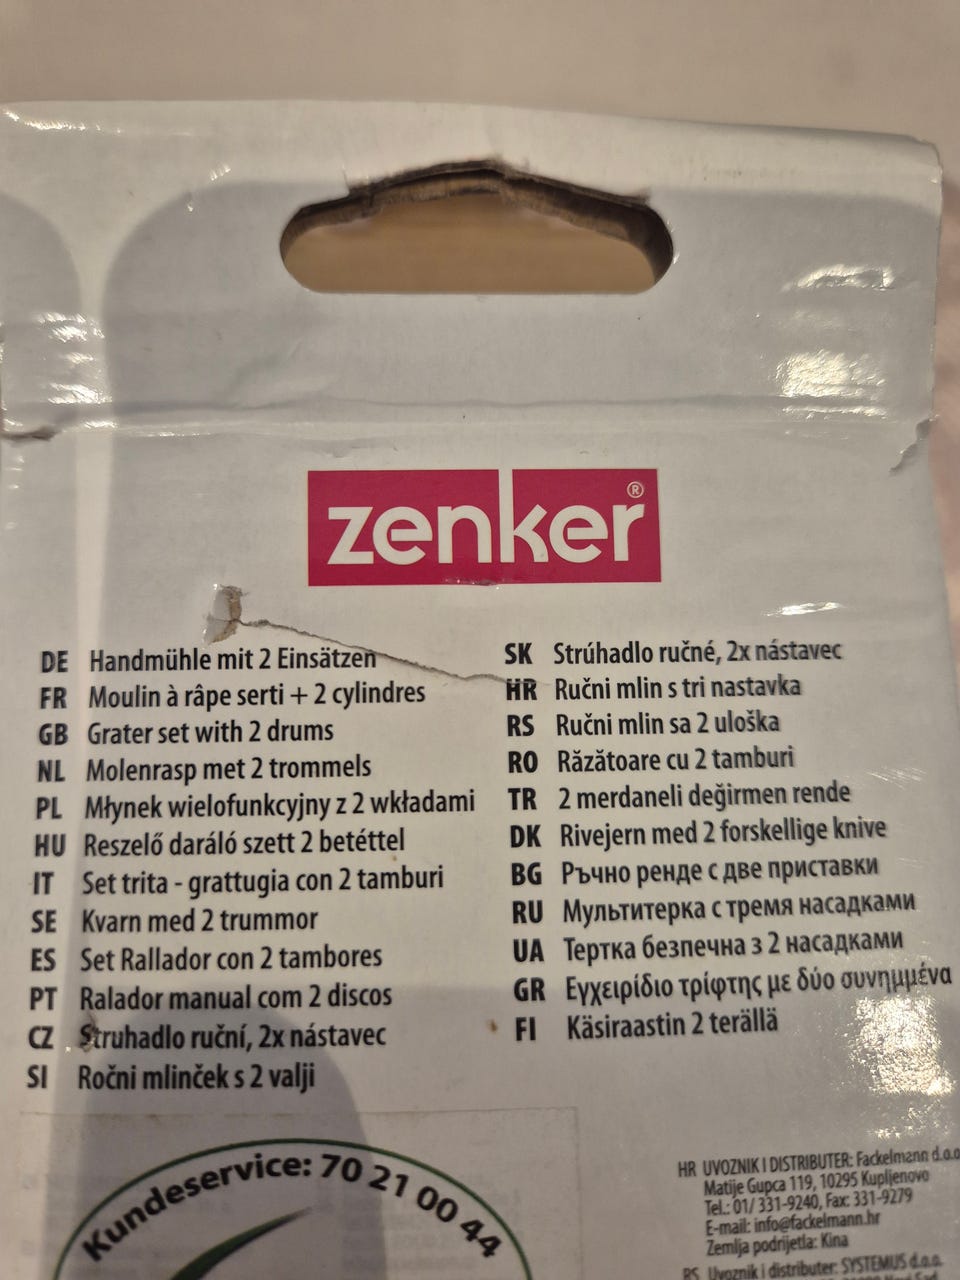 zenker®
DE Handmühle mit 2 Einsätzen
FR Moulin à râpe serti + 2 cylindres
GB Grater set with 2 drums
NL Molenrasp met 2 trommels
PL Młynek wielofunkcyjny z 2 wkładami
HU Reszelő daráló szett 2 betéttel
IT Set trita - grattugia con 2 tamburi
SE Kvarn med 2 trummor
ES Set Rallador con 2 tambores
PT Ralador manual com 2 discos
CZ Struhadlo ruční, 2x nástavec
SI Ročni mlinček s 2 valji
SK Strúhadlo ručné, 2x nástavec
HR Ručni mlin s tri nastavka
RS Ručni mlin sa 2 uloška
RO Răzătoare cu 2 tamburi
TR 2 merdaneli değirmen rende
DK Rivejern med 2 forskellige knive
BG Ръчно ренде с две приставки
RU Мультитерка с тремя насадками
UA Тертка безпечна з 2 насадками
GR Εγχειρίδιο τρίφτης με δύο συνημμένα
FI Käsiraastin 2 terällä
Kundeservice: 70 21 00 44
HR UVOZNIK I DISTRIBUTER: Fackelmann d.o.o
Matije Gupca 119, 10295 Kupljenovo
Tel.: 01/ 331-9240, Fax: 331-9279
E-mail: info@fackelmann.hr
Zemlja podrijetla: Kina
RS Uvoznik i distributer: SYSTEMUS d.o.o.